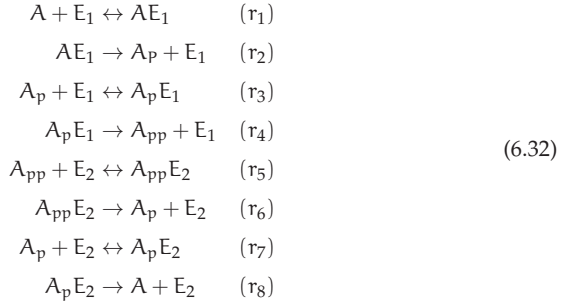 A + E₁ ↔ AE₁ (r₁)
AE₁ → A_P + E₁ (r₂)
A_p + E₁ ↔ A_pE₁ (r₃)
A_pE₁ → A_pp + E₁ (r₄)
A_pp + E₂ ↔ A_ppE₂ (r₅)
A_ppE₂ → A_p + E₂ (r₆)
A_p + E₂ ↔ A_pE₂ (r₇)
A_pE₂ → A + E₂ (r₈)
(6.32)